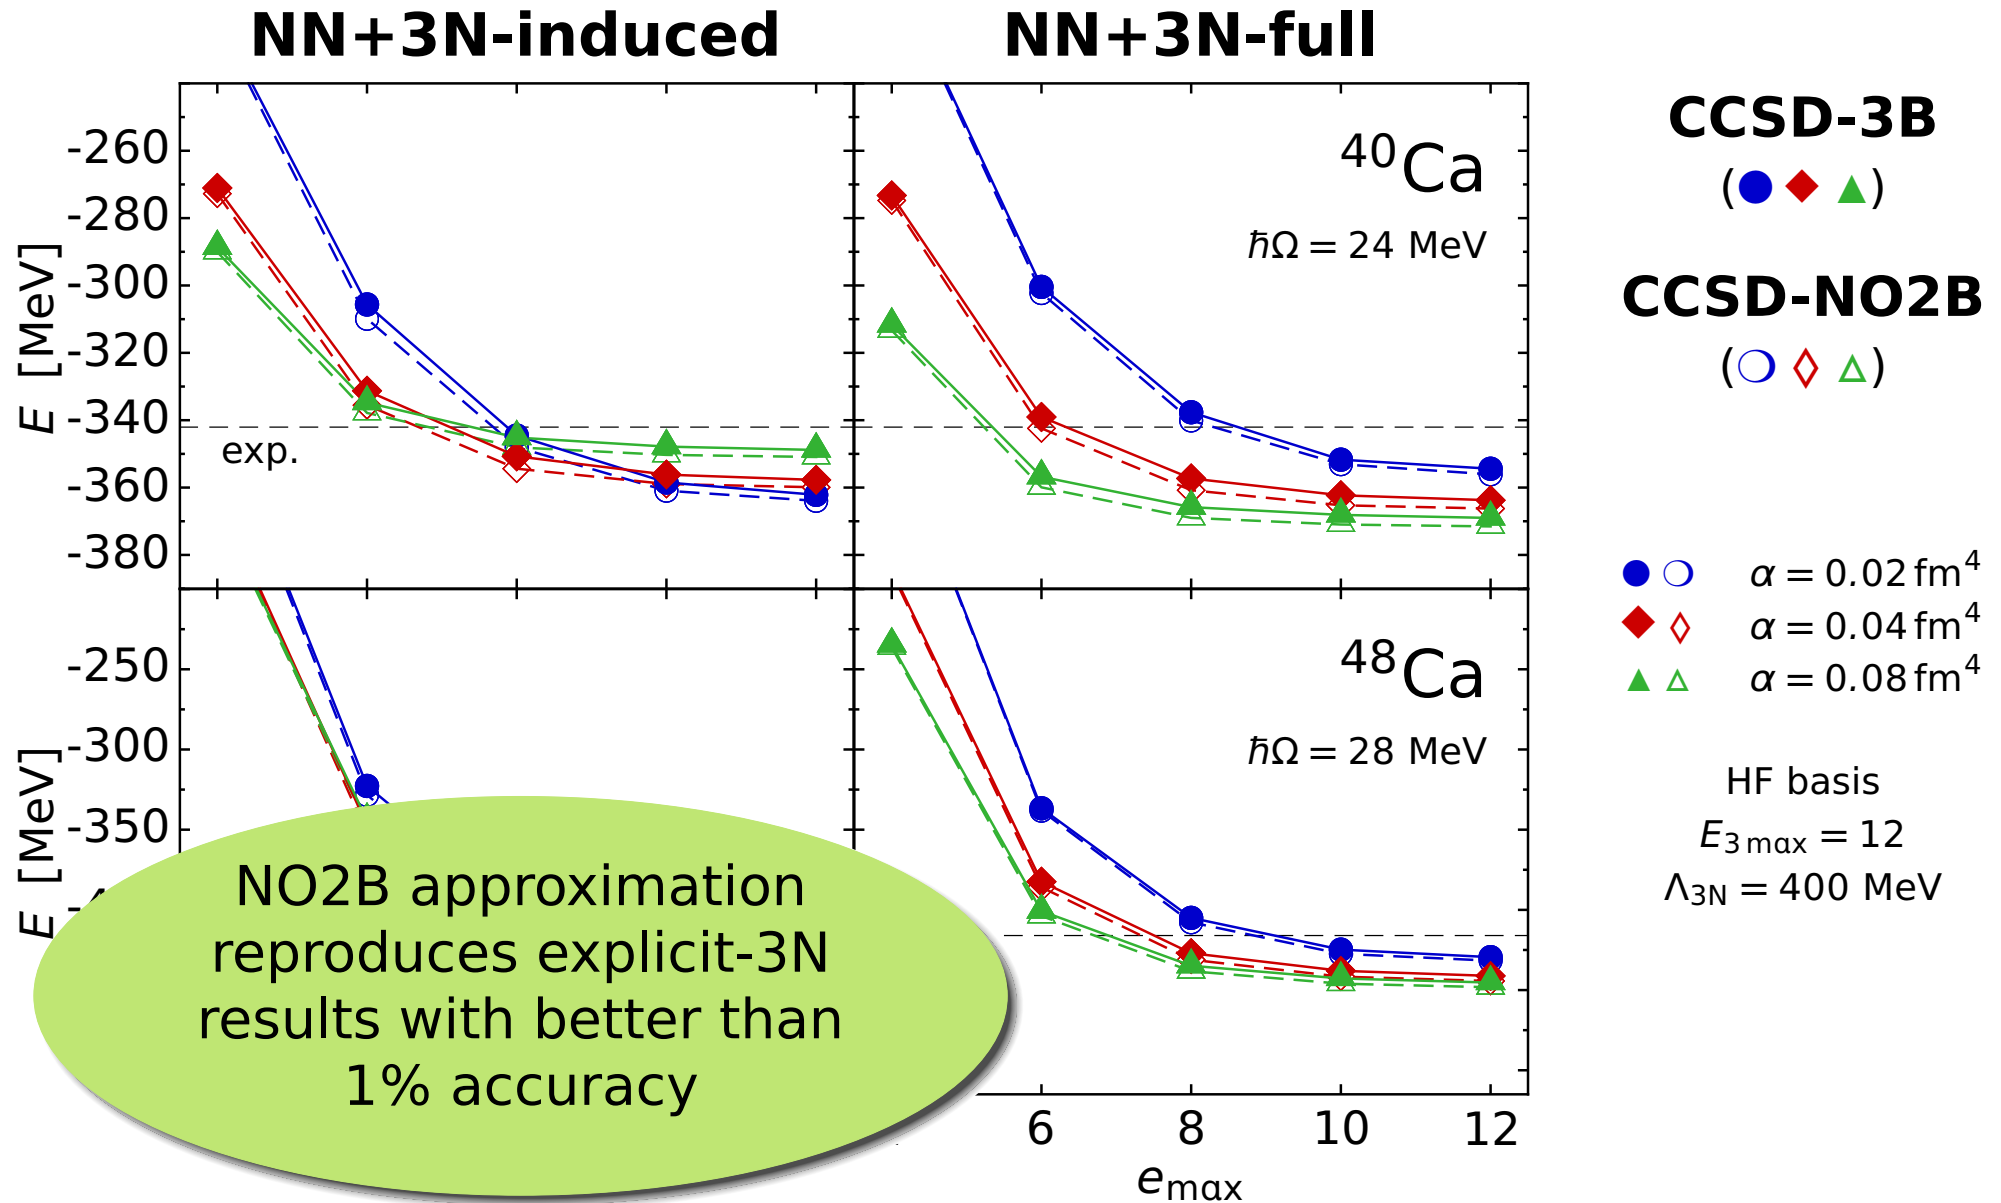 NN+3N-induced
NN+3N-full
-260
-280
-300
-320
-340
-360
-380
E [MeV]
exp.
⁴⁰Ca
ℏΩ = 24 MeV
-250
-300
-350
E [MeV]
⁴⁸Ca
ℏΩ = 28 MeV
6 8 10 12
e_max
CCSD-3B
(● ◆ ▲)
CCSD-NO2B
(○ ◇ △)
α = 0.02 fm⁴
α = 0.04 fm⁴
α = 0.08 fm⁴
HF basis
E_3 max = 12
Λ_3N = 400 MeV
NO2B approximation
reproduces explicit-3N
results with better than
1% accuracy